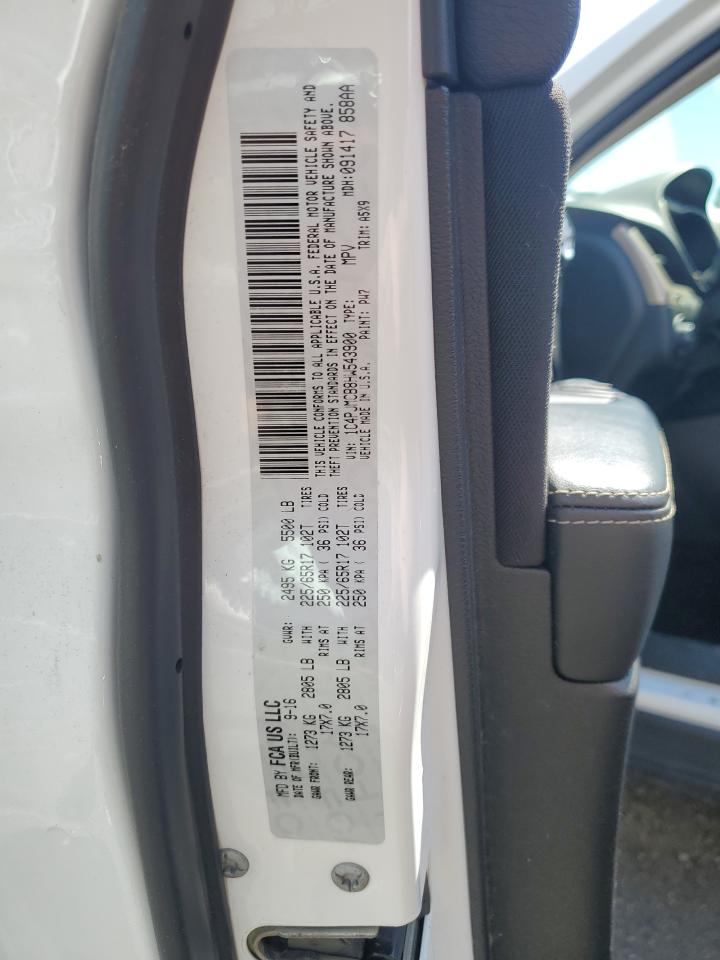 MFD BY FCA US LLC
DATE OF MFR(BUILT): 9-16 GVWR: 2495 KG 5500 LB
GAWR FRONT: 1273 KG 2805 LB WITH 225/65R17 102T TIRES
17X7.0 RIMS AT 250 KPA ( 36 PSI) COLD
GAWR REAR: 1273 KG 2805 LB WITH 225/65R17 102T TIRES
17X7.0 RIMS AT 250 KPA ( 36 PSI) COLD
THIS VEHICLE CONFORMS TO ALL APPLICABLE U.S.A. FEDERAL MOTOR VEHICLE SAFETY AND
THEFT PREVENTION STANDARDS IN EFFECT ON THE DATE OF MANUFACTURE SHOWN ABOVE.
VIN: 1C4PJMCB8HW543900 TYPE: MPV MDH:091417 858AA
VEHICLE MADE IN U.S.A. PAINT: PW7 TRIM: A5X9